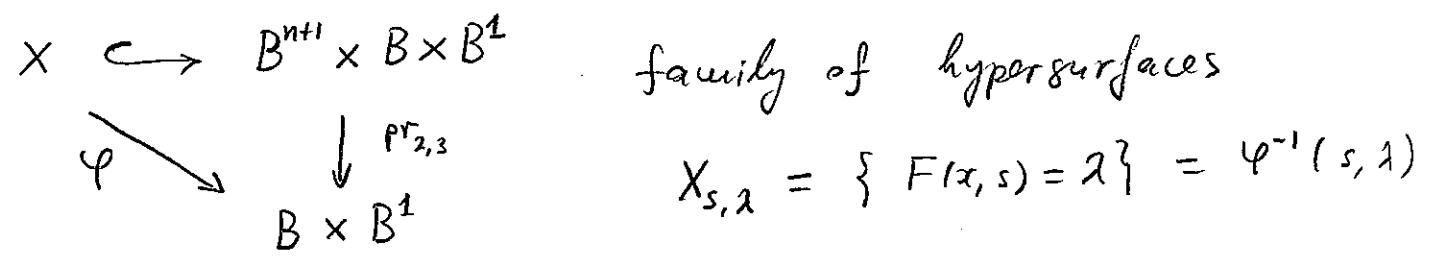 X ↪ B^{n+1} × B × B^1 family of hypersurfaces
φ pr_{2,3} X_{s,λ} = { F(x,s) = λ } = φ^{-1}(s,λ)
B × B^1